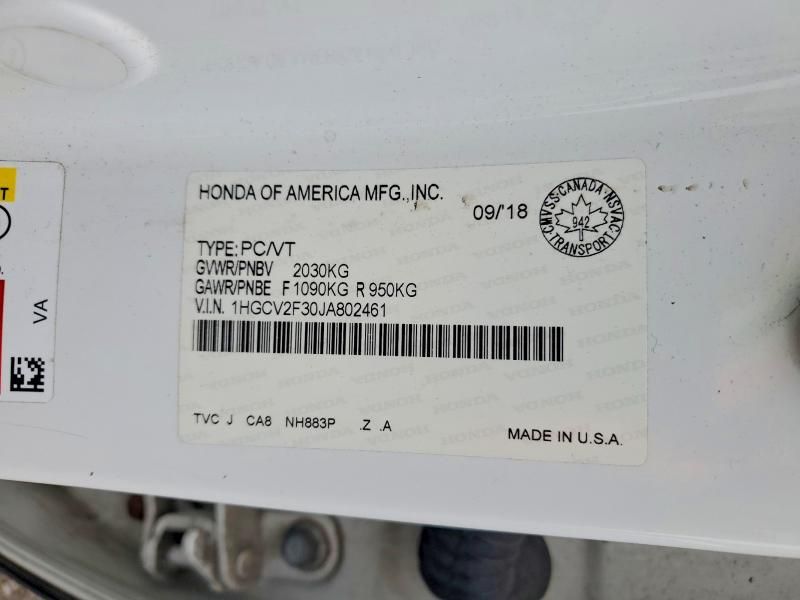 HONDA OF AMERICA MFG., INC.
09/'18
CMVSS·CANADA·NSVAC
942
TRANSPORT
TYPE: PC/VT
GVWR/PNBV 2030KG
GAWR/PNBE F 1090KG R 950KG
V.I.N. 1HGCV2F30JA802461
TVC J CA8 NH883P .Z .A
MADE IN U.S.A.
VA